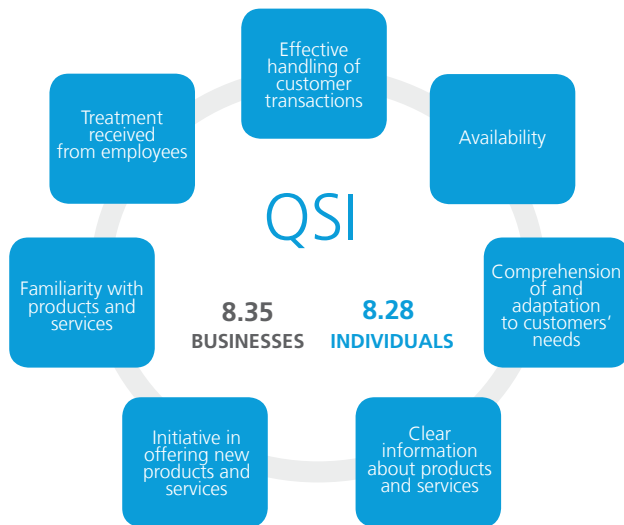 Effective
handling of
customer
transactions
Treatment
received
from employees
Availability
QSI
Familiarity with
products and
services
8.35
BUSINESSES
8.28
INDIVIDUALS
Comprehension
of and
adaptation
to customers‘
needs
Initiative in
offering new
products and
services
Clear
information
about products
and services